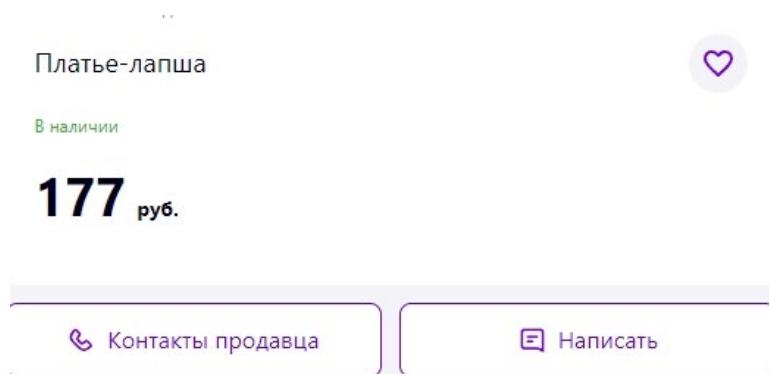 Платье-лапша
В наличии
177 руб.
Контакты продавца
Написать